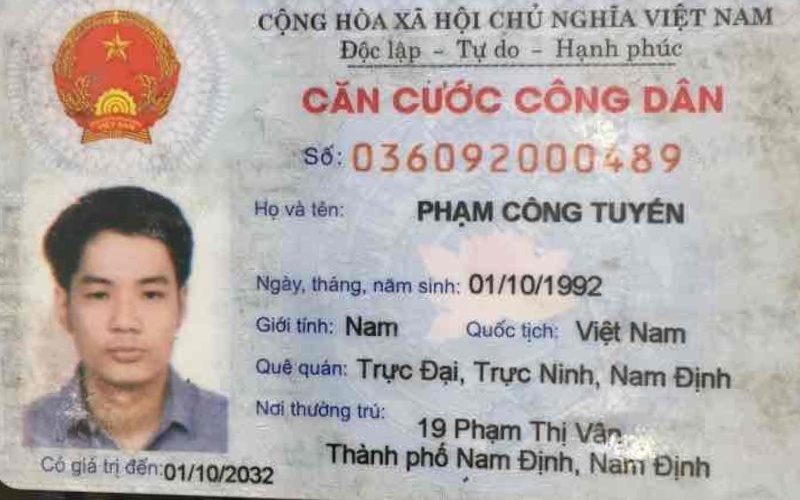 CỘNG HÒA XÃ HỘI CHỦ NGHĨA VIỆT NAM
Độc lập - Tự do - Hạnh phúc
CĂN CƯỚC CÔNG DÂN
Số: 036092000489
Họ và tên: PHẠM CÔNG TUYẾN
Ngày, tháng, năm sinh: 01/10/1992
Giới tính: Nam Quốc tịch: Việt Nam
Quê quán: Trực Đại, Trực Ninh, Nam Định
Nơi thường trú: 19 Phạm Thị Vân
Thành phố Nam Định, Nam Định
Có giá trị đến: 01/10/2032
VIỆT NAM